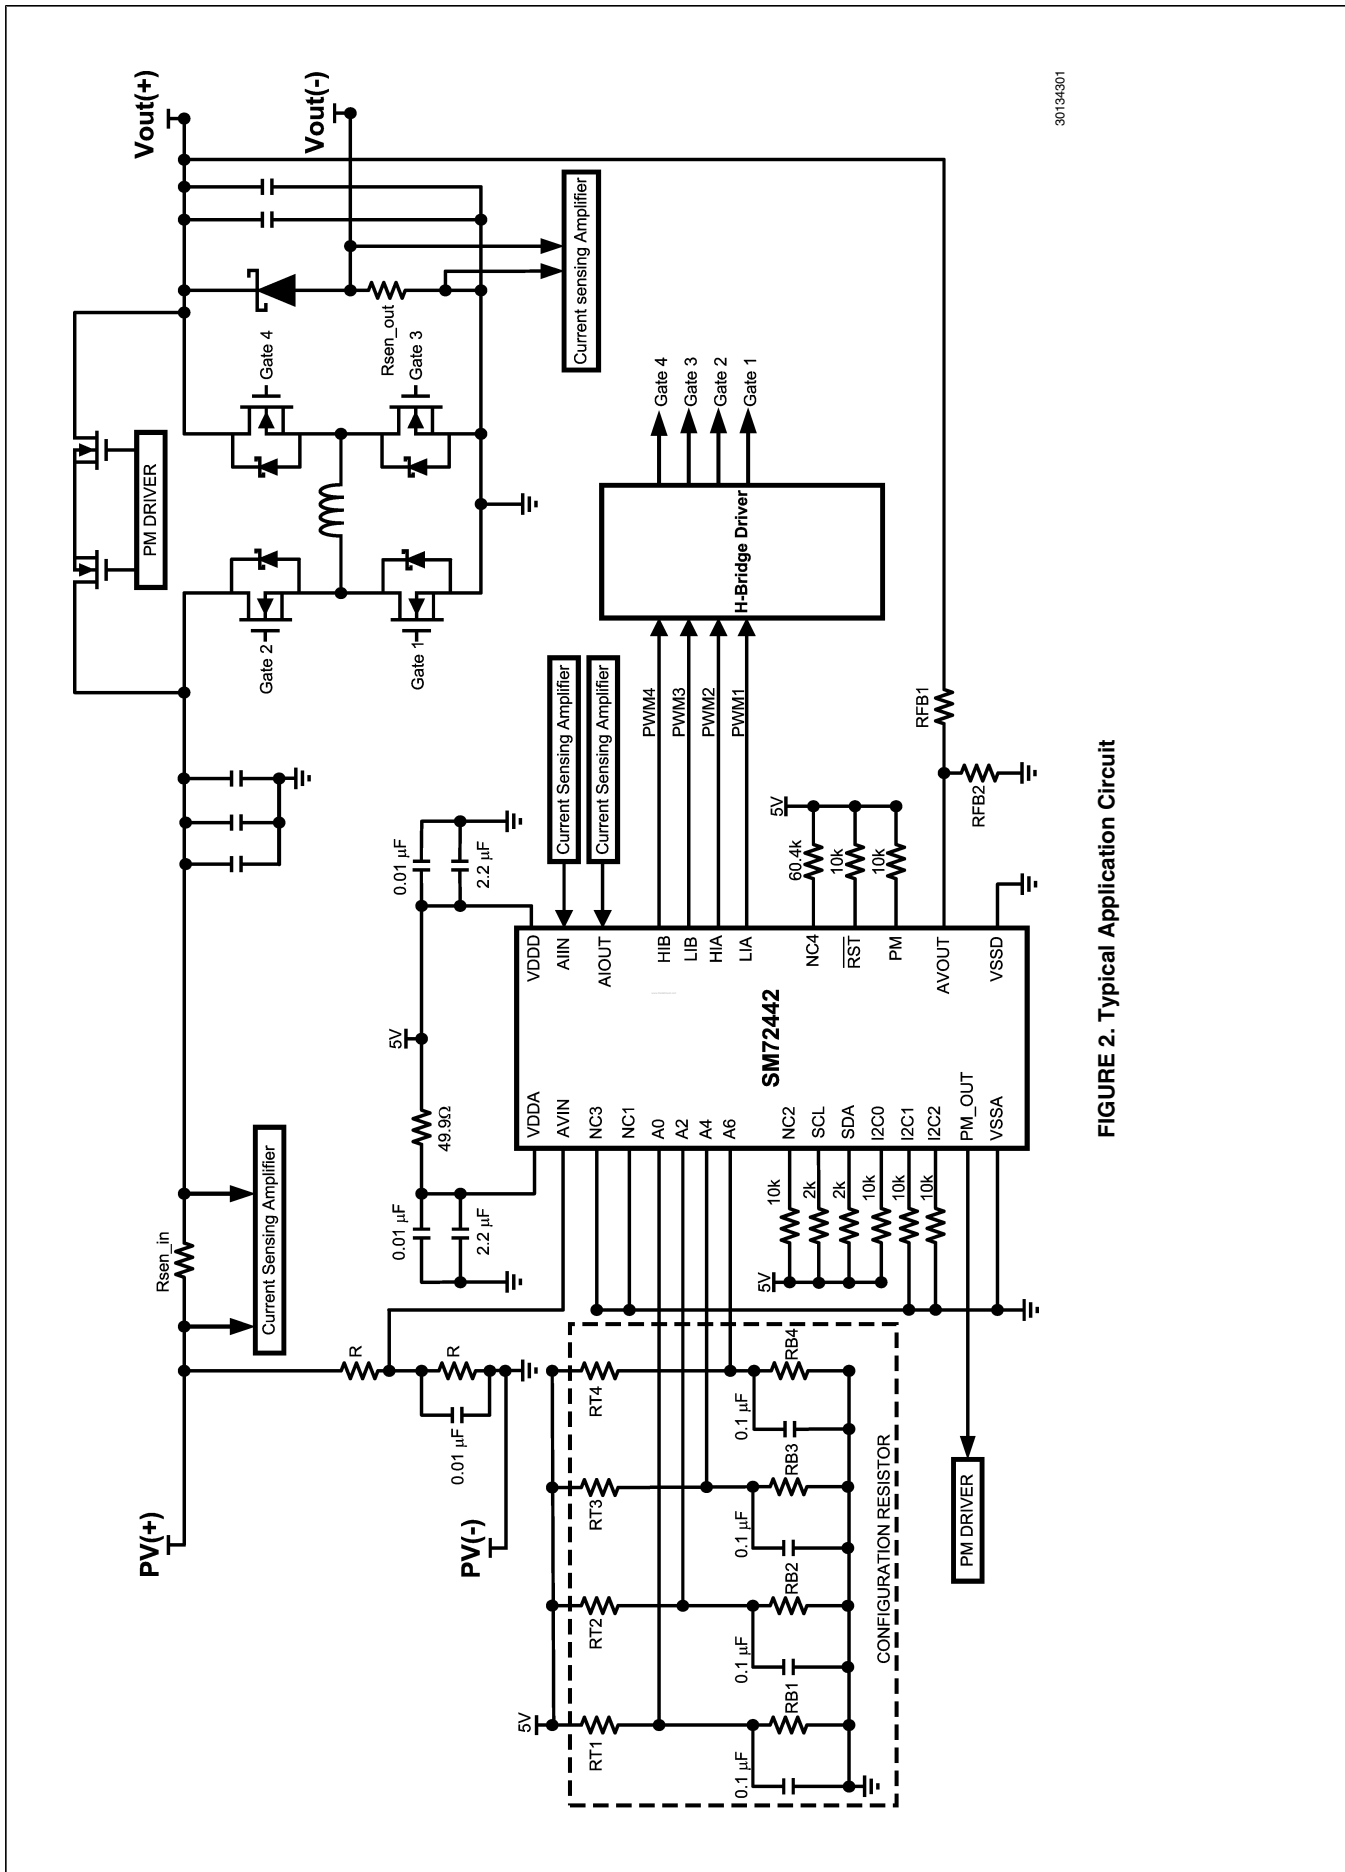 PV(+)
Rsen_in
Current Sensing Amplifier
PM DRIVER
Vout(+)
Gate 2
Gate 4
Gate 1
Gate 3
Rsen_out
Vout(-)
Current sensing Amplifier
R
R
0.01 µF
PV(-)
5V
49.9Ω
0.01 µF
2.2 µF
0.01 µF
2.2 µF
Current Sensing Amplifier
Current Sensing Amplifier
5V
RT1
RT2
RT3
RT4
0.1 µF
RB1
0.1 µF
RB2
0.1 µF
RB3
0.1 µF
RB4
CONFIGURATION RESISTOR
VDDA
AVIN
NC3
NC1
A0
A2
A4
A6
NC2
SCL
SDA
I2C0
I2C1
I2C2
PM_OUT
VSSA
5V
10k
2k
2k
10k
10k
10k
PM DRIVER
SM72442
VDDD
AIIN
AIOUT
HIB
LIB
HIA
LIA
NC4
RST
PM
AVOUT
VSSD
PWM4
PWM3
PWM2
PWM1
H-Bridge Driver
Gate 4
Gate 3
Gate 2
Gate 1
5V
60.4k
10k
10k
RFB1
RFB2
30134301
FIGURE 2. Typical Application Circuit